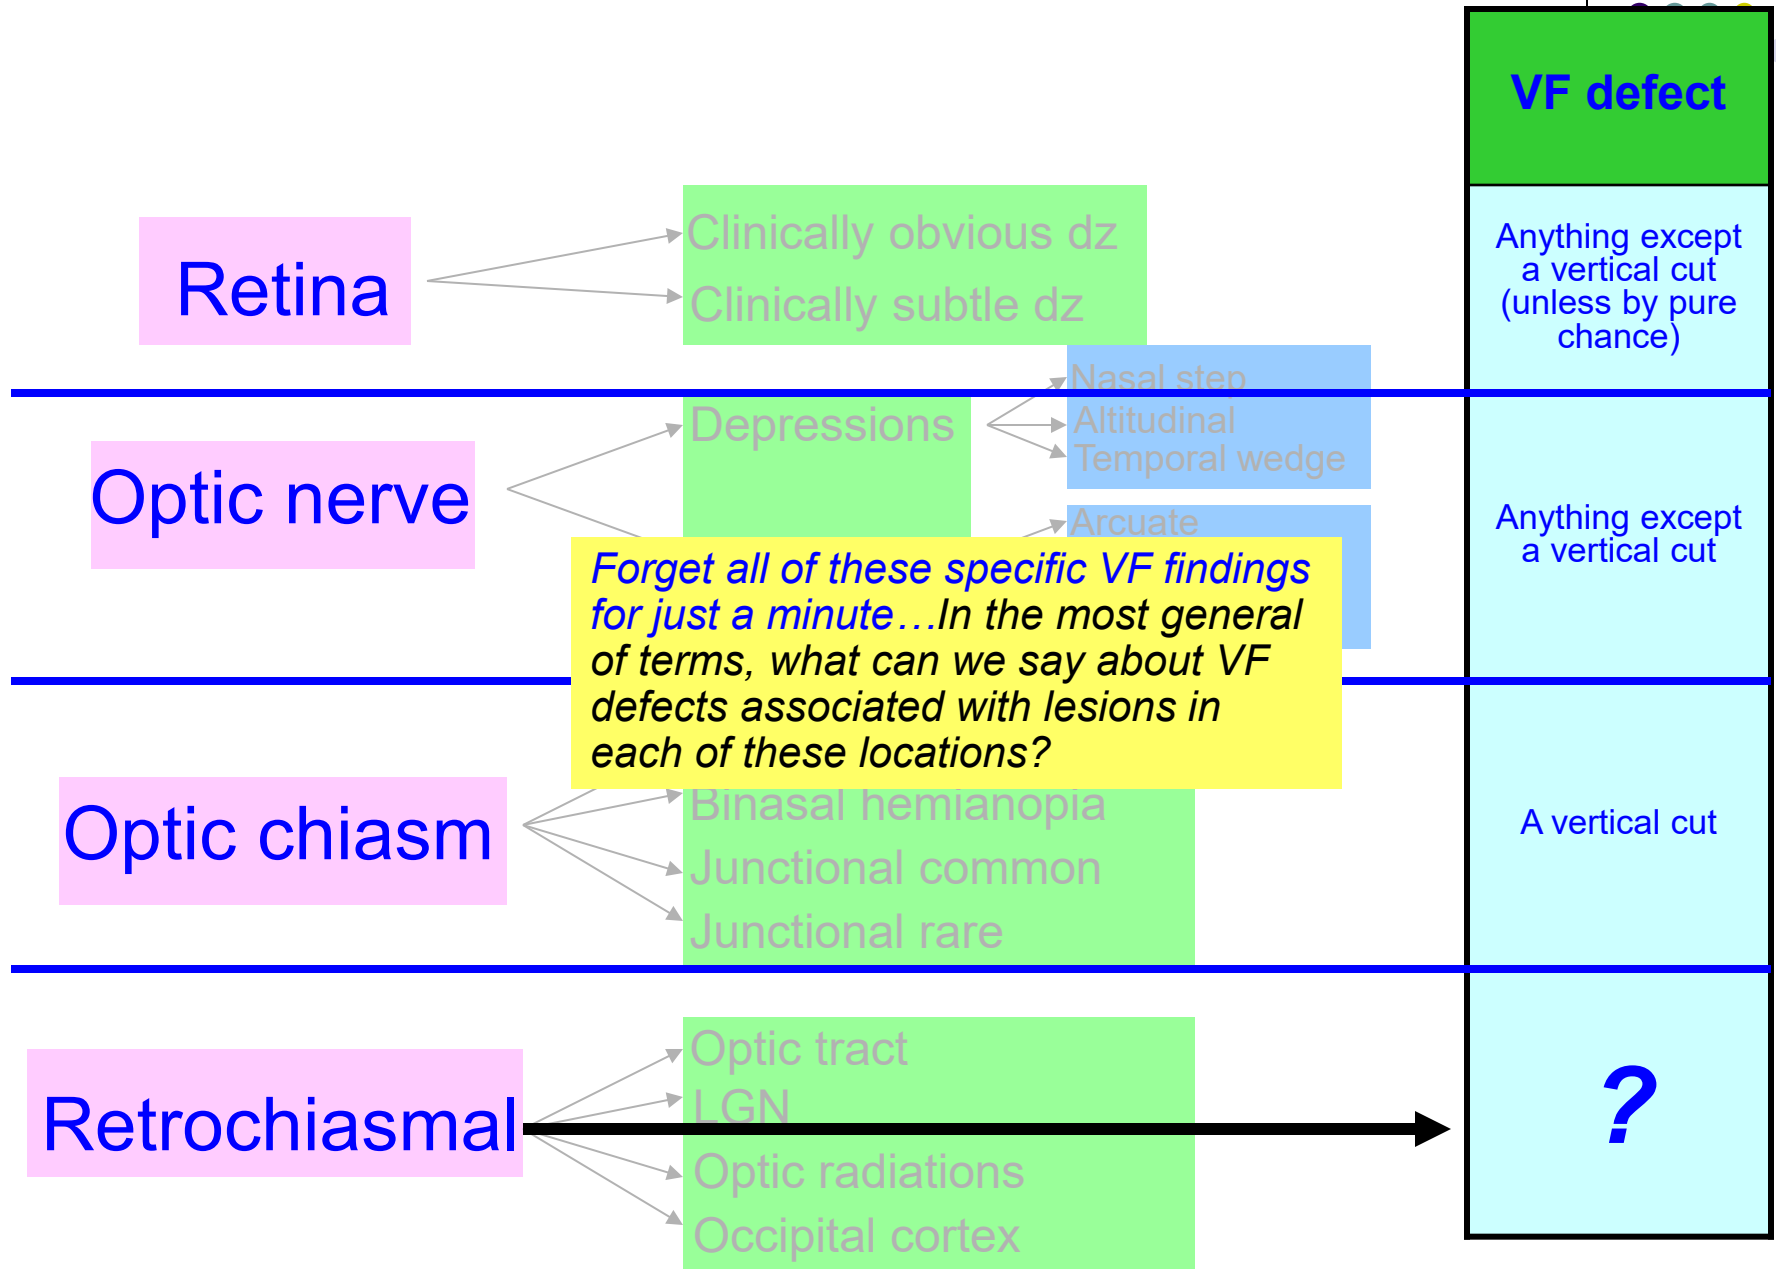 VF defect
Retina
Clinically obvious dz
Clinically subtle dz
Anything except
a vertical cut
(unless by pure
chance)
Optic nerve
Depressions
Nasal step
Altitudinal
Temporal wedge
Arcuate
Anything except
a vertical cut
Forget all of these specific VF findings
for just a minute…In the most general
of terms, what can we say about VF
defects associated with lesions in
each of these locations?
Optic chiasm
Binasal hemianopia
Junctional common
Junctional rare
A vertical cut
Retrochiasmal
Optic tract
LGN
Optic radiations
Occipital cortex
?